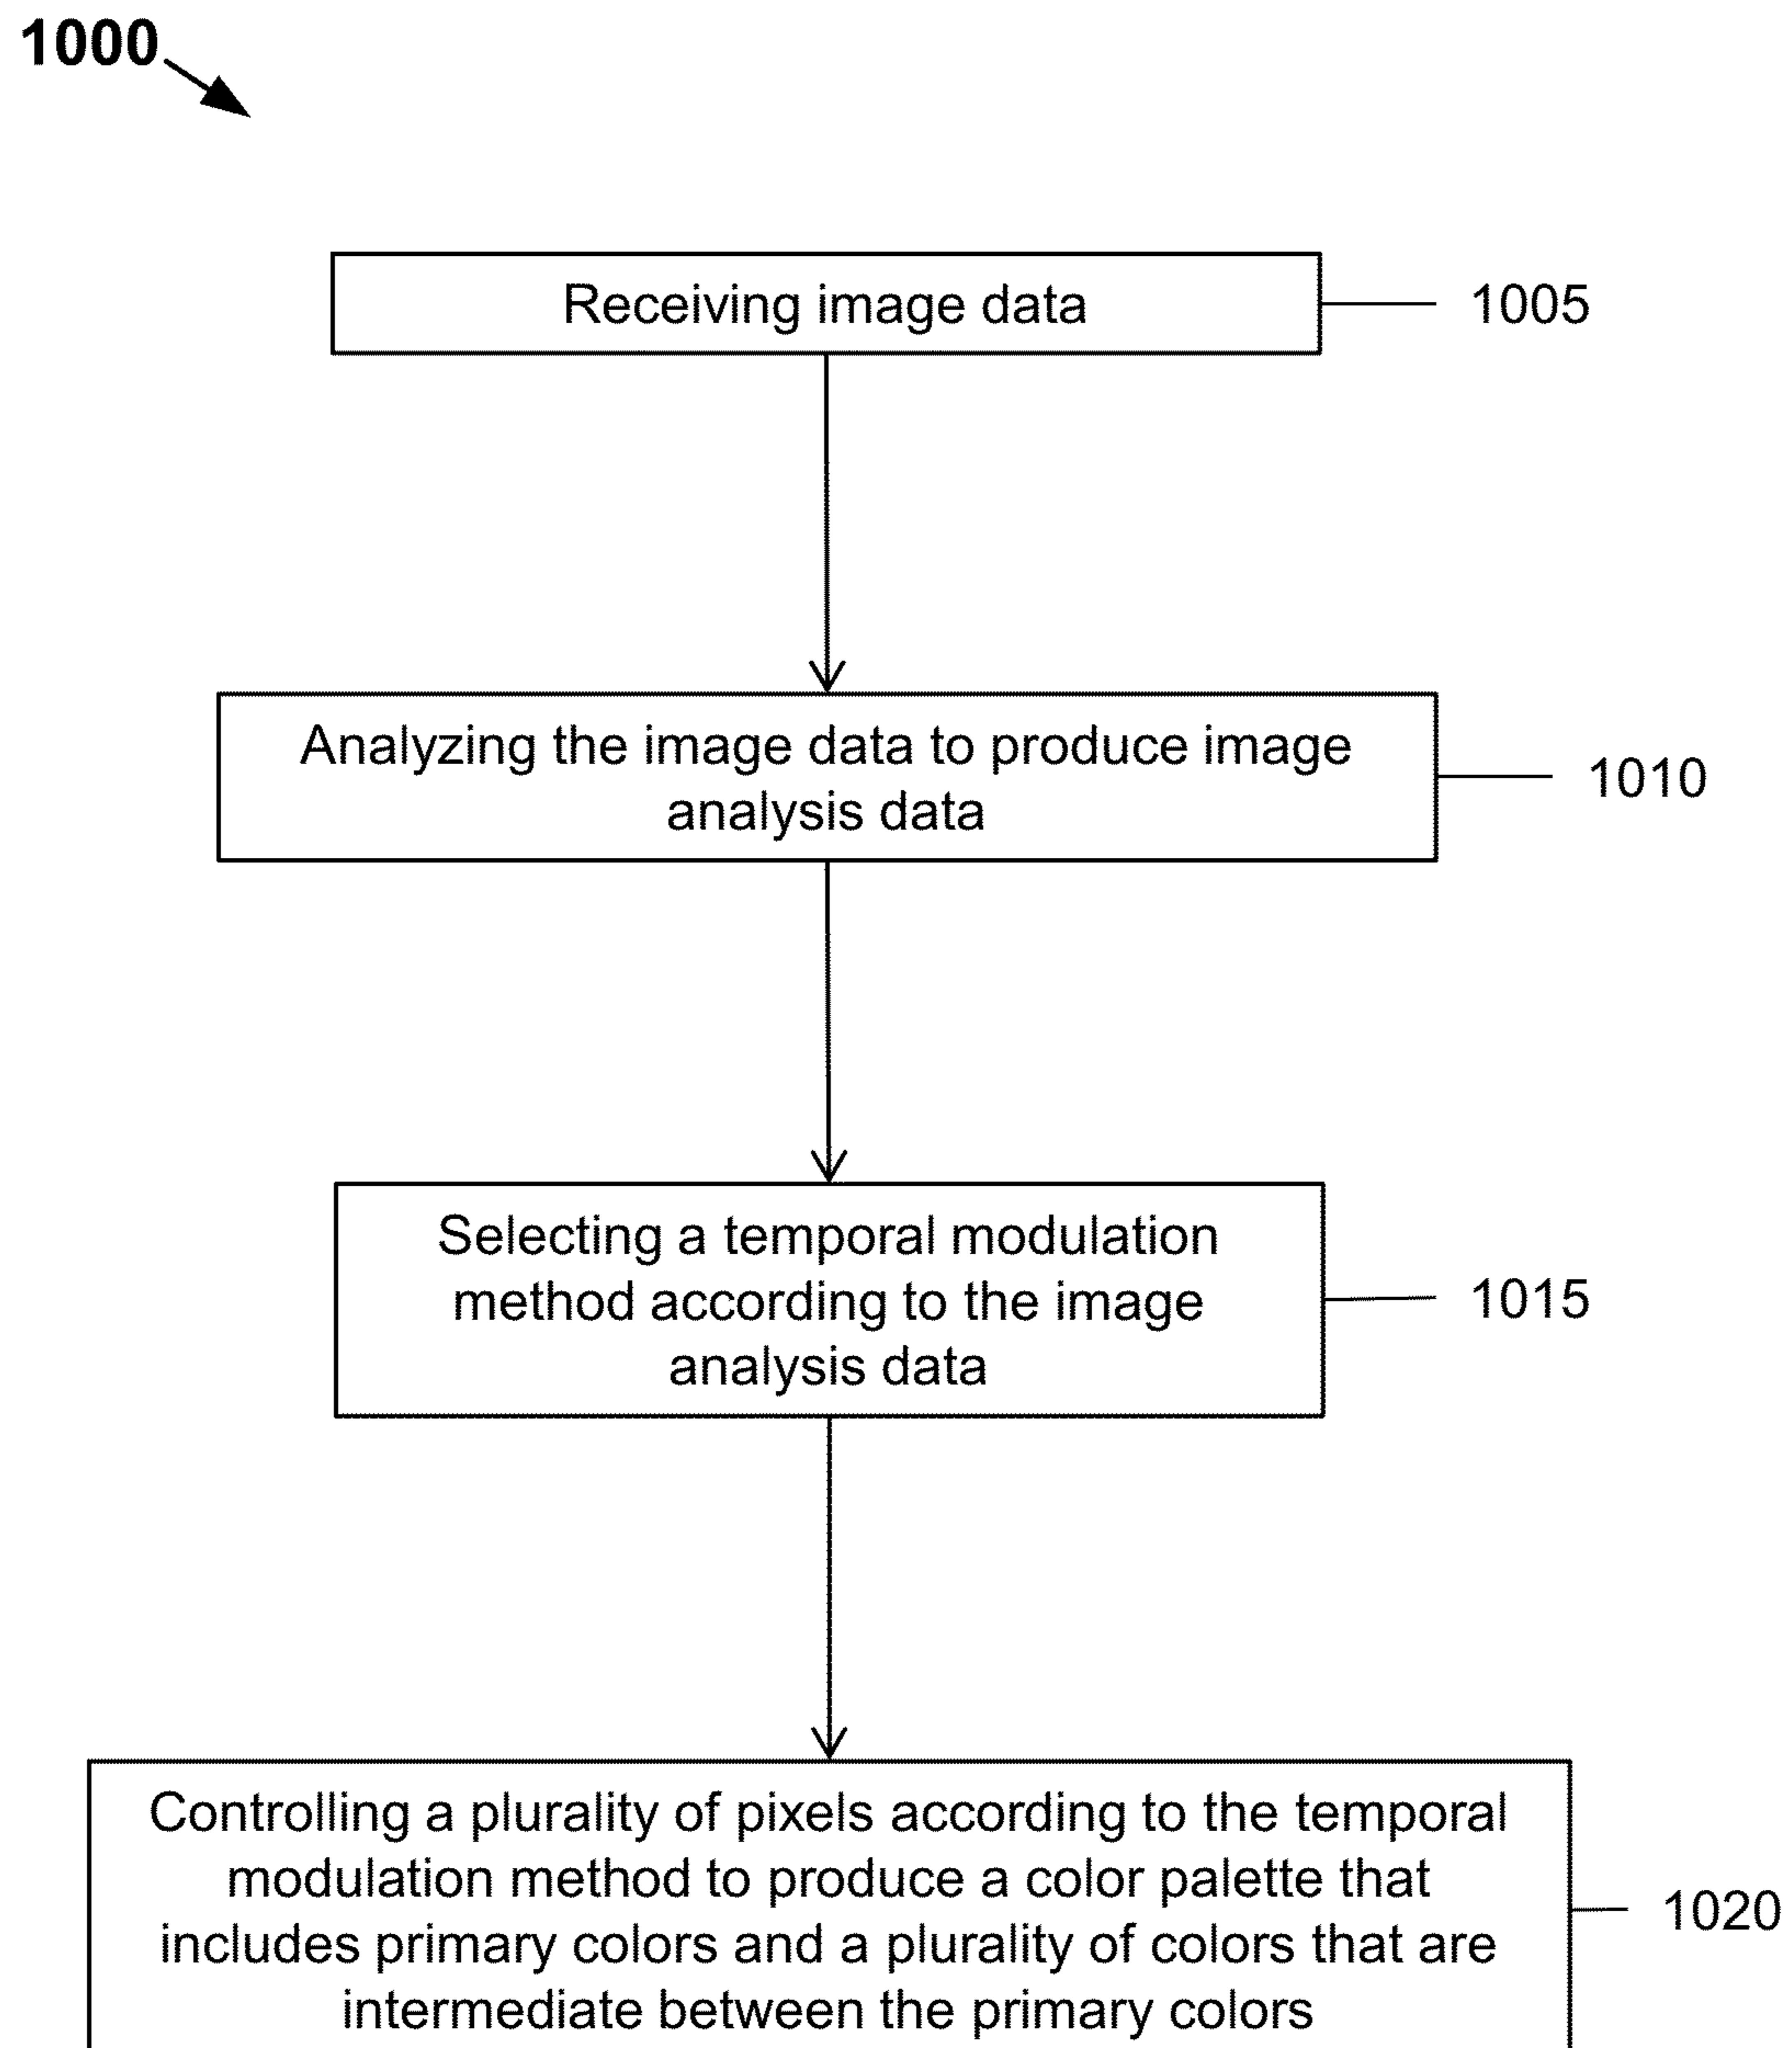 1000
Receiving image data
1005
Analyzing the image data to produce image
analysis data
1010
Selecting a temporal modulation
method according to the image
analysis data
1015
Controlling a plurality of pixels according to the temporal
modulation method to produce a color palette that
includes primary colors and a plurality of colors that are
intermediate between the primary colors
1020